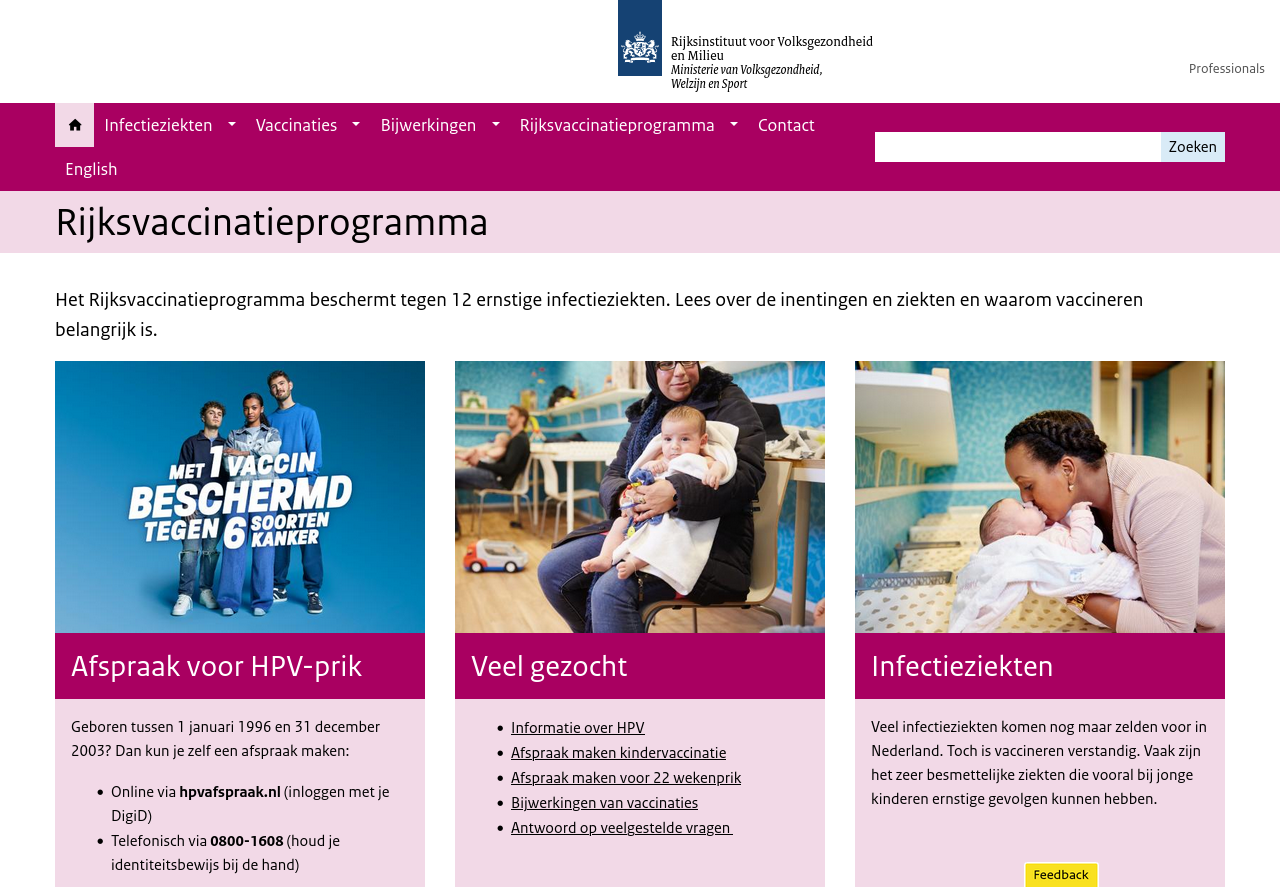 Rijksinstituut voor Volksgezondheid
en Milieu
Ministerie van Volksgezondheid,
Welzijn en Sport
Professionals
Infectieziekten
Vaccinaties
Bijwerkingen
Rijksvaccinatieprogramma
Contact
English
Zoeken
Rijksvaccinatieprogramma
Het Rijksvaccinatieprogramma beschermt tegen 12 ernstige infectieziekten. Lees over de inentingen en ziekten en waarom vaccineren
belangrijk is.
MET 1 VACCIN
BESCHERMD
TEGEN 6 SOORTEN
KANKER
Afspraak voor HPV-prik
Geboren tussen 1 januari 1996 en 31 december
2003? Dan kun je zelf een afspraak maken:
• Online via hpvafspraak.nl (inloggen met je
DigiD)
• Telefonisch via 0800-1608 (houd je
identiteitsbewijs bij de hand)
Veel gezocht
• Informatie over HPV
• Afspraak maken kindervaccinatie
• Afspraak maken voor 22 wekenprik
• Bijwerkingen van vaccinaties
• Antwoord op veelgestelde vragen
Infectieziekten
Veel infectieziekten komen nog maar zelden voor in
Nederland. Toch is vaccineren verstandig. Vaak zijn
het zeer besmettelijke ziekten die vooral bij jonge
kinderen ernstige gevolgen kunnen hebben.
Feedback